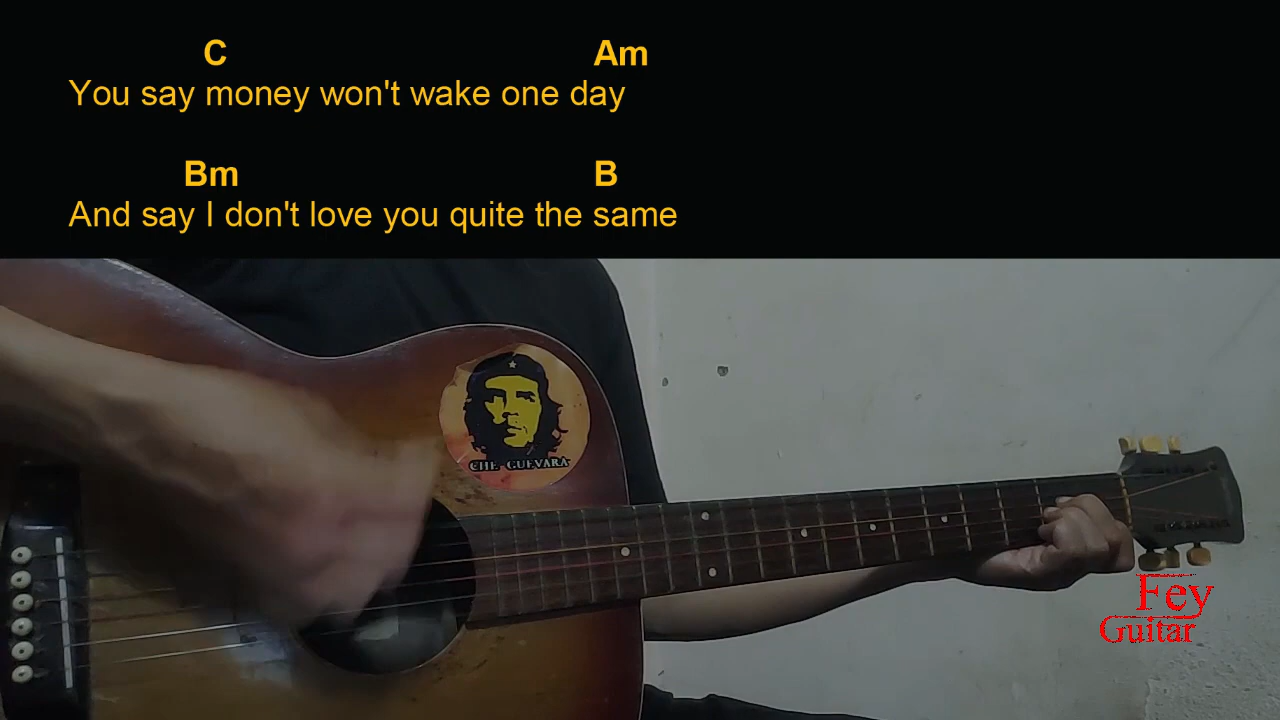 C Am
You say money won't wake one day
Bm B
And say I don't love you quite the same
CHE GUEVARA
Fey
Guitar